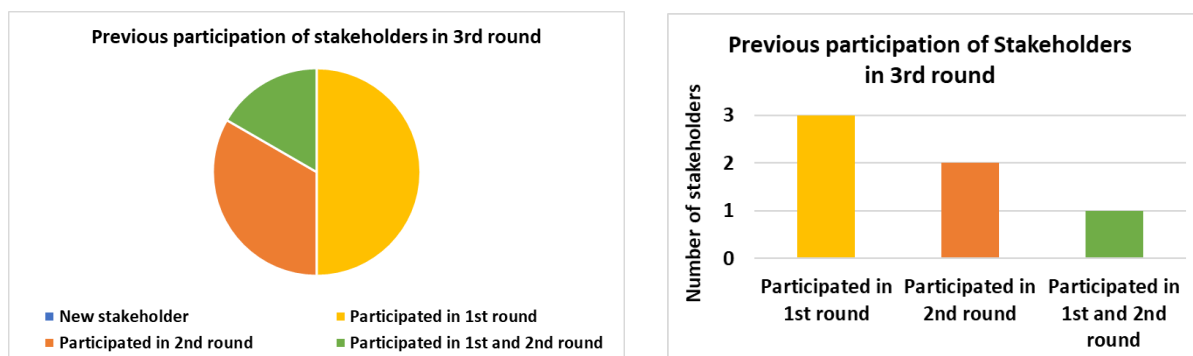 Previous participation of stakeholders in 3rd round
New stakeholder
Participated in 1st round
Participated in 2nd round
Participated in 1st and 2nd round
Previous participation of Stakeholders
in 3rd round
Number of stakeholders
3
2
1
0
Participated in
1st round
Participated in
2nd round
Participated in
1st and 2nd
round